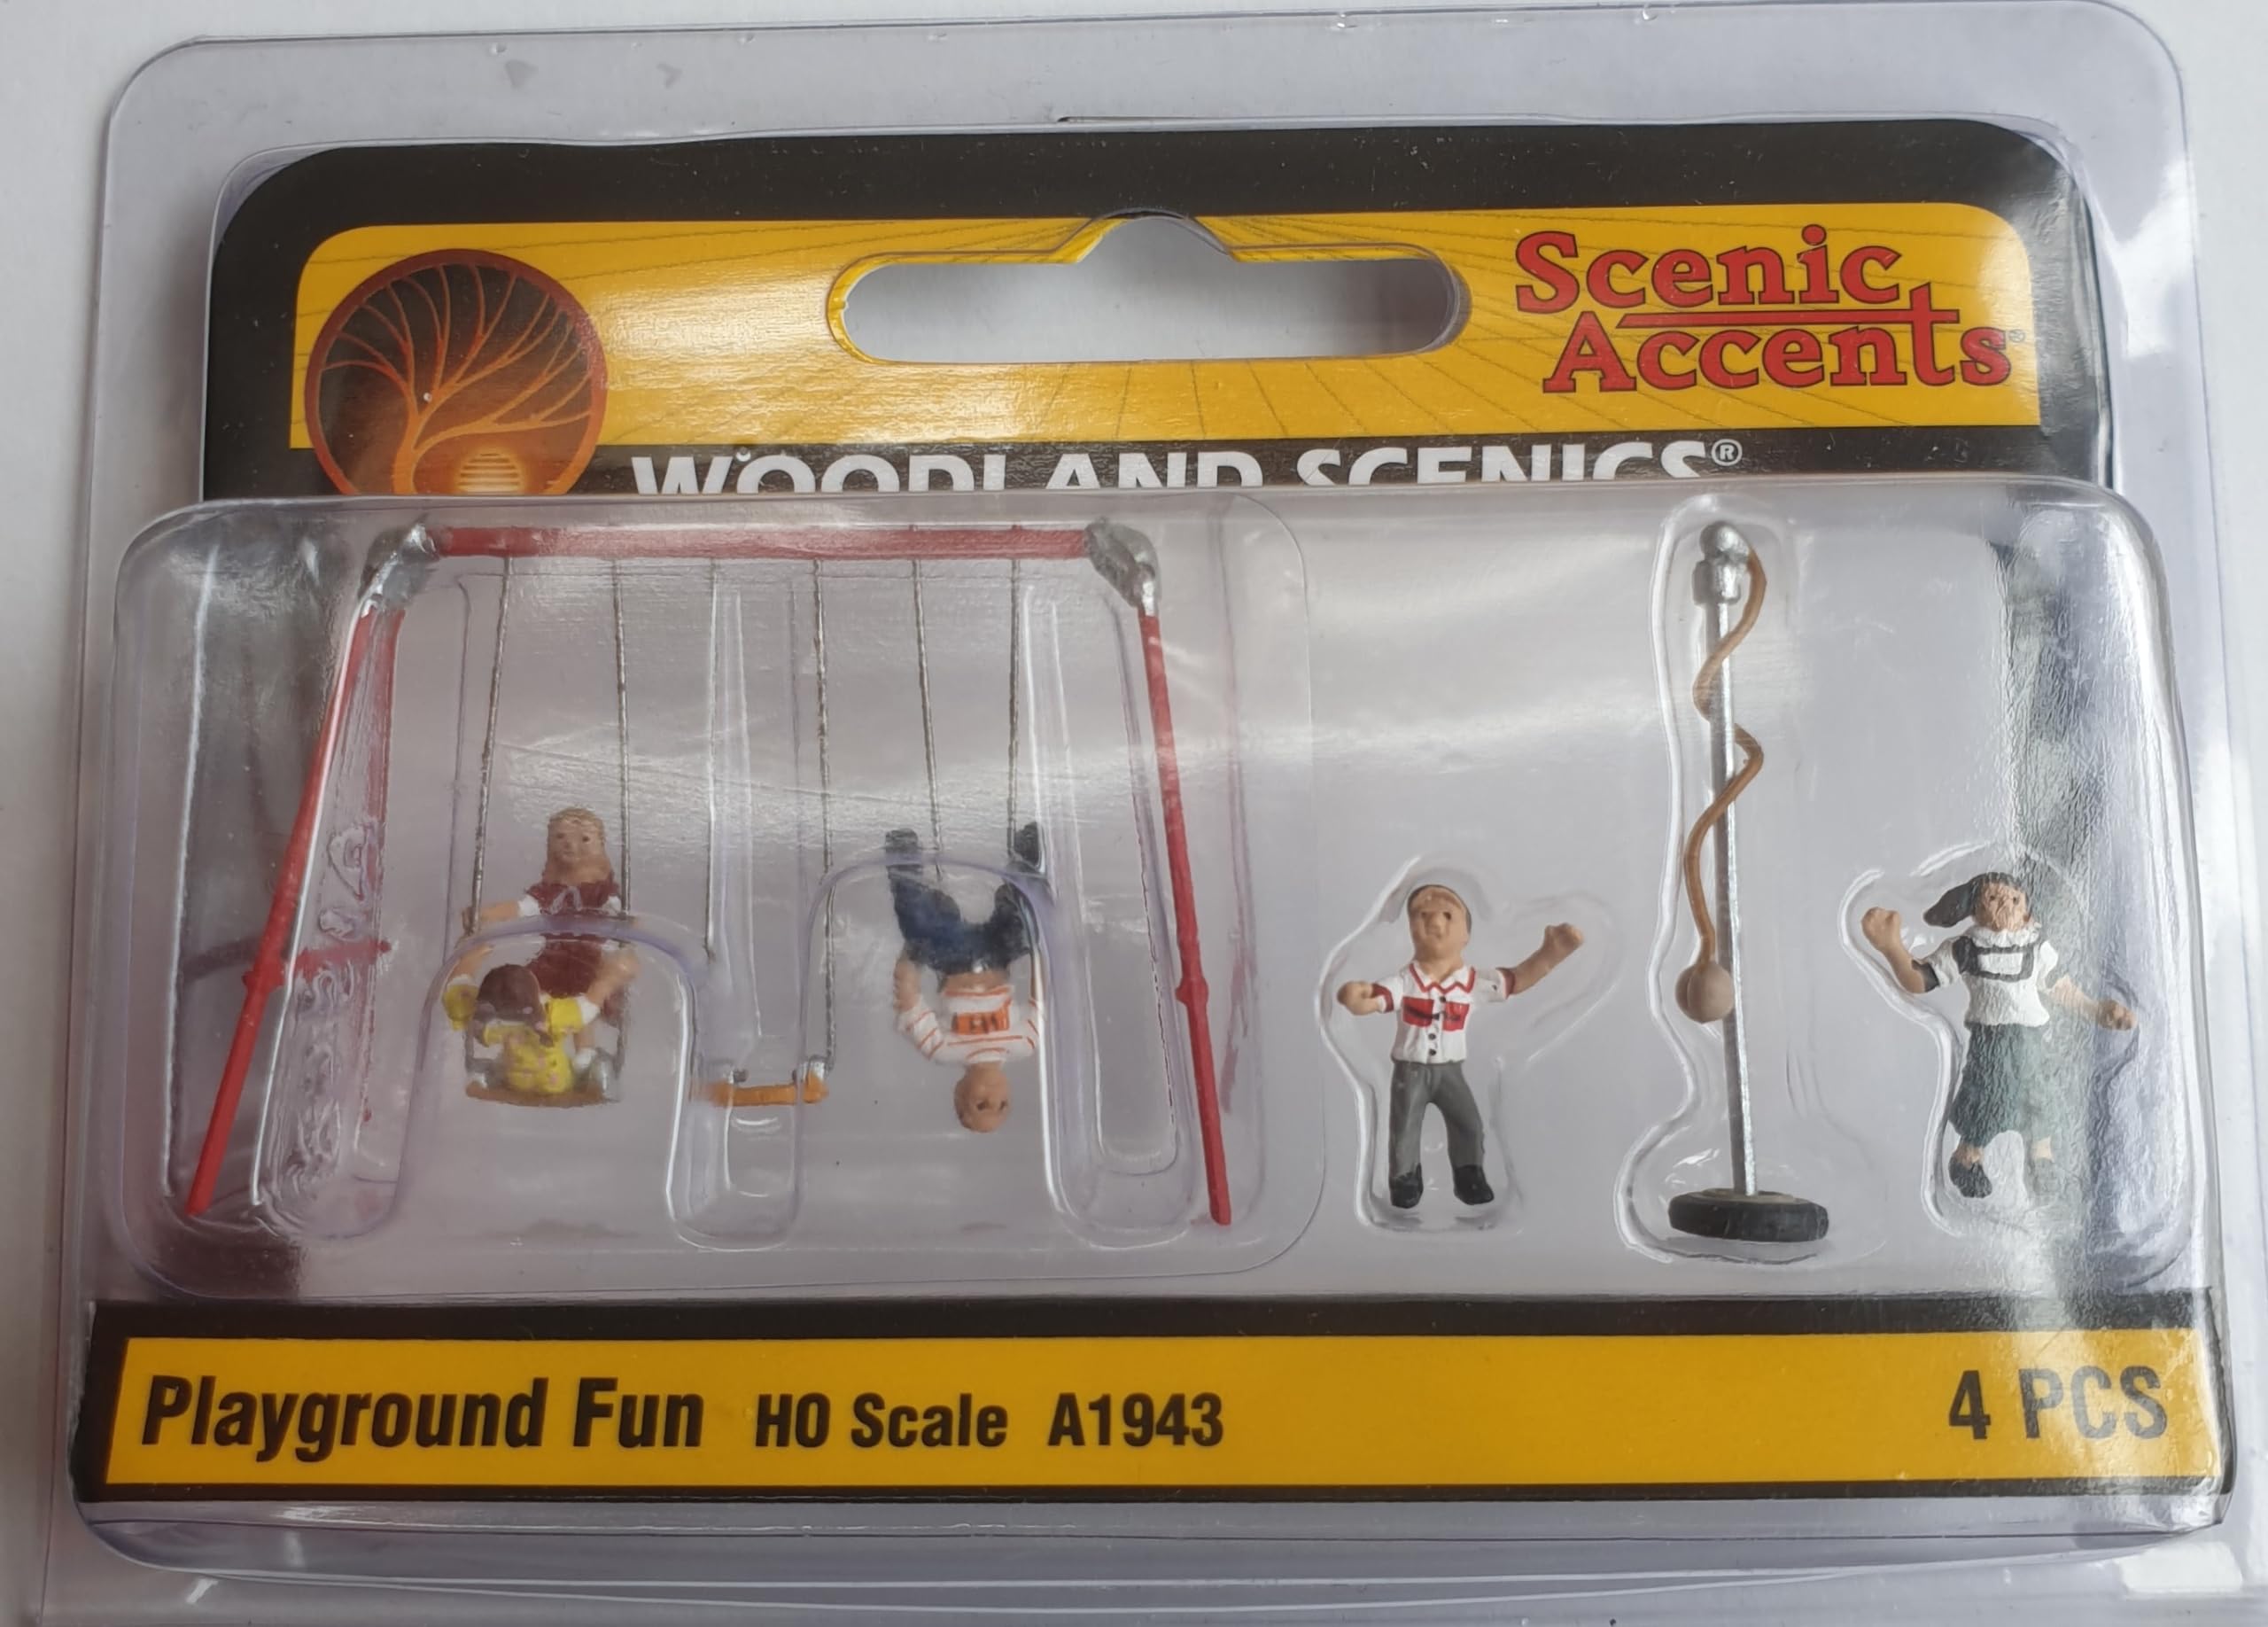 Scenic
Accents®
WOODLAND SCENICS®
Playground Fun HO Scale A1943
4 PCS